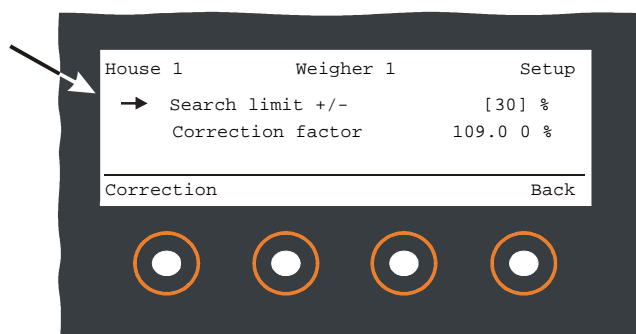 House 1 Weigher 1 Setup
Search limit +/- [30] %
Correction factor 109.0 0 %
Correction Back